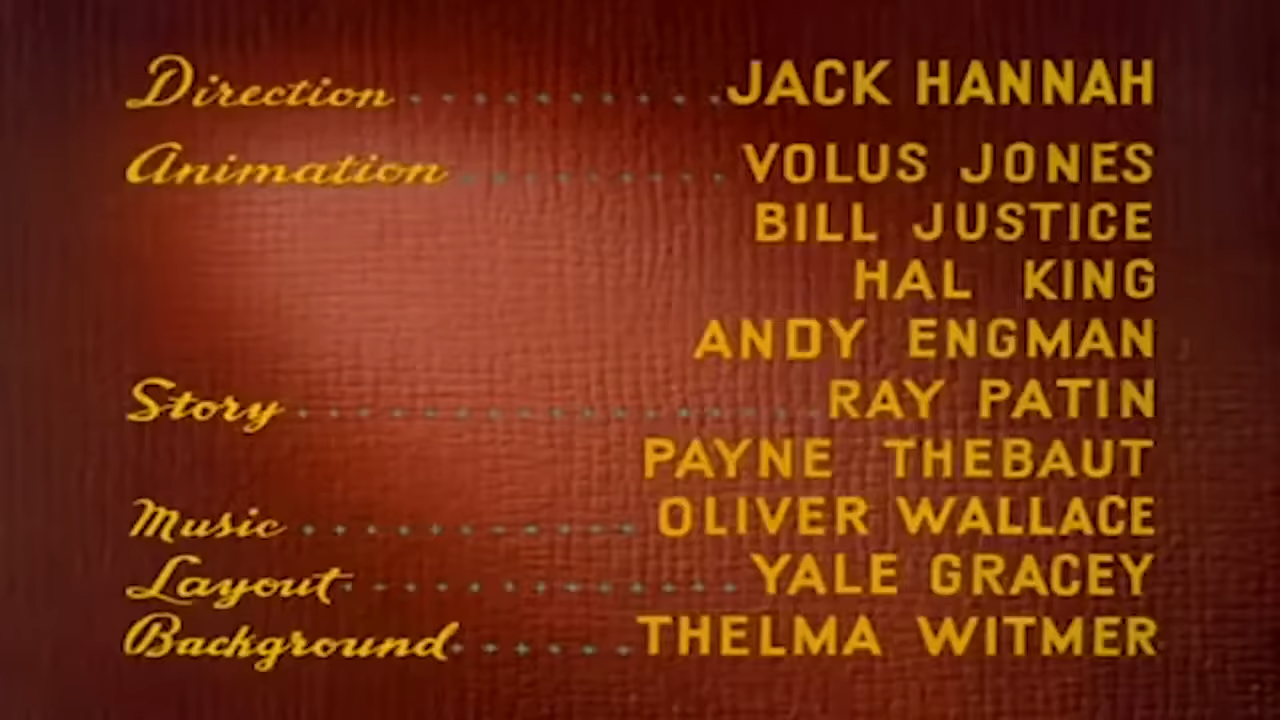 Direction . . . . . . . . . . JACK HANNAH
Animation . . . . . . . . . VOLUS JONES
BILL JUSTICE
HAL KING
ANDY ENGMAN
Story . . . . . . . . . . . . . . . . . RAY PATIN
PAYNE THEBAUT
Music . . . . . . . . . . . OLIVER WALLACE
Layout . . . . . . . . . . . . . YALE GRACEY
Background . . . . . . THELMA WITMER